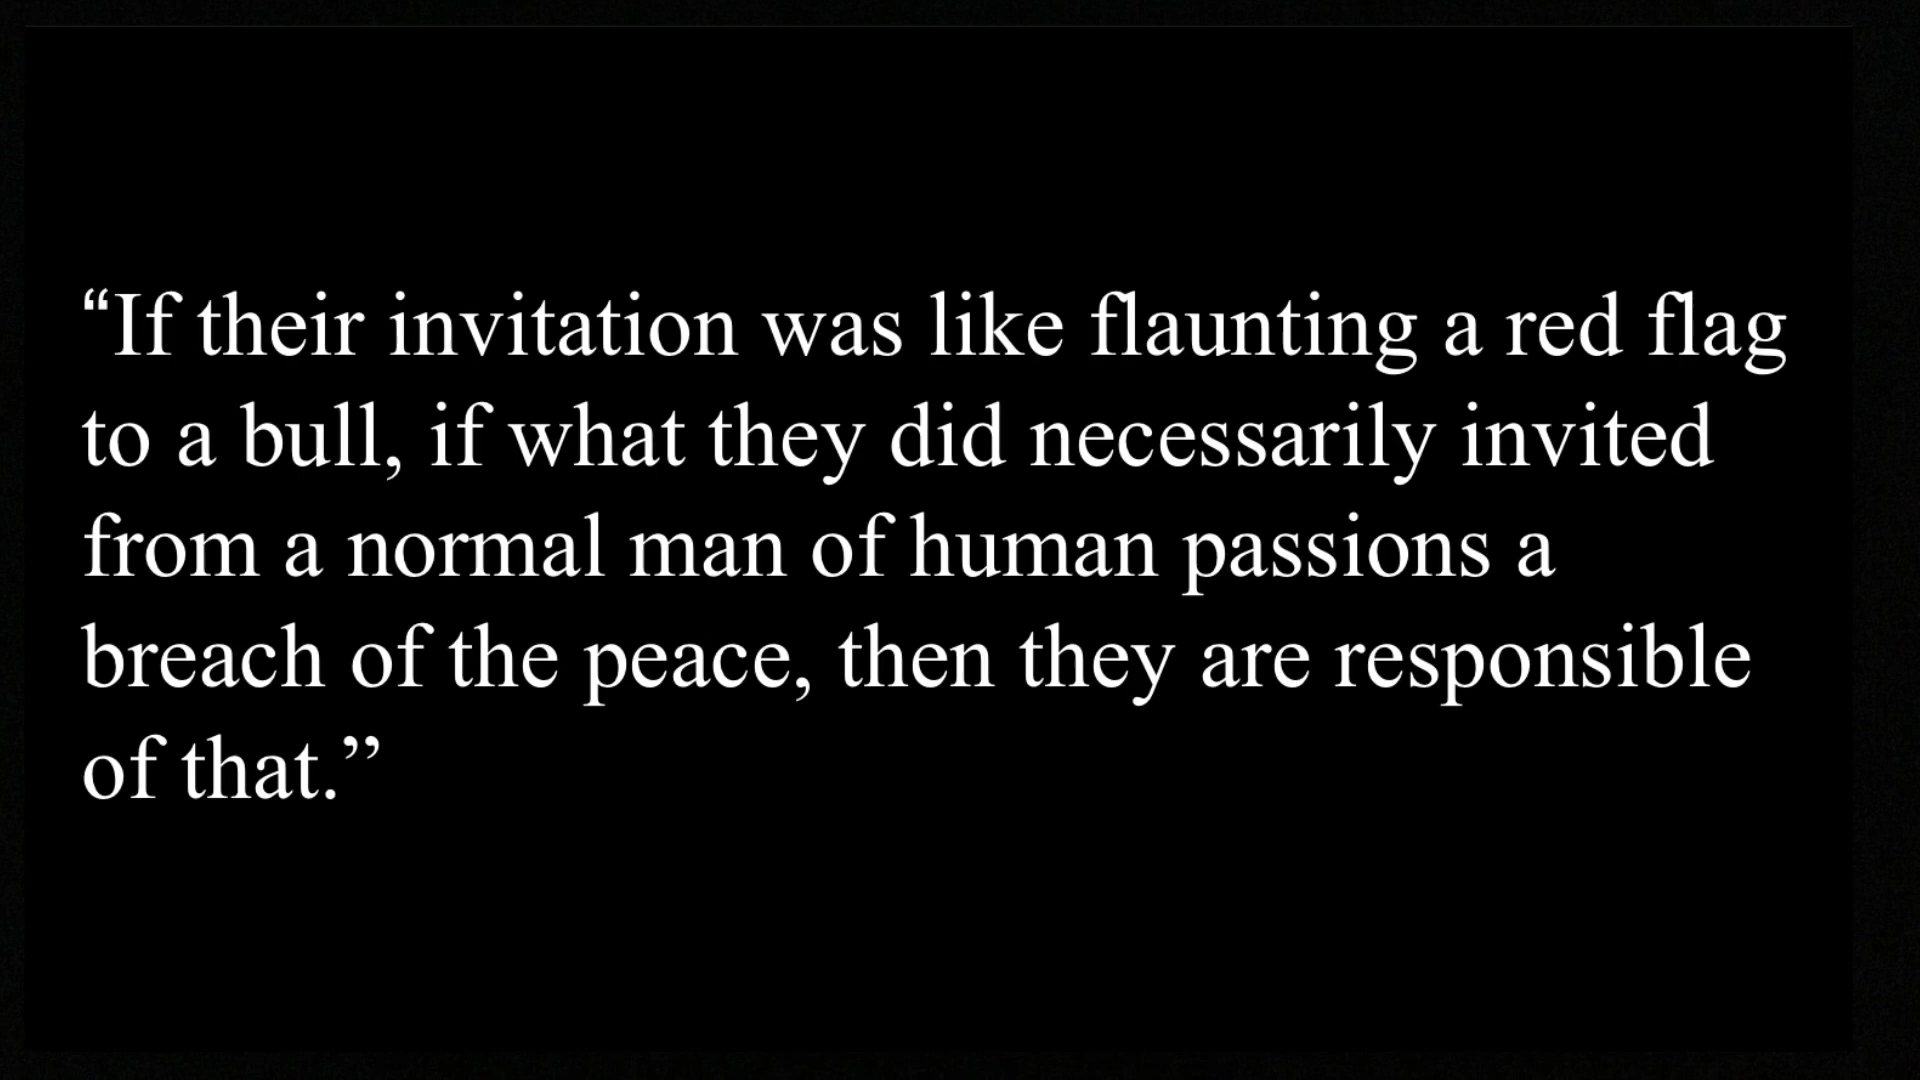 “If their invitation was like flaunting a red flag
to a bull, if what they did necessarily invited
from a normal man of human passions a
breach of the peace, then they are responsible
of that.”